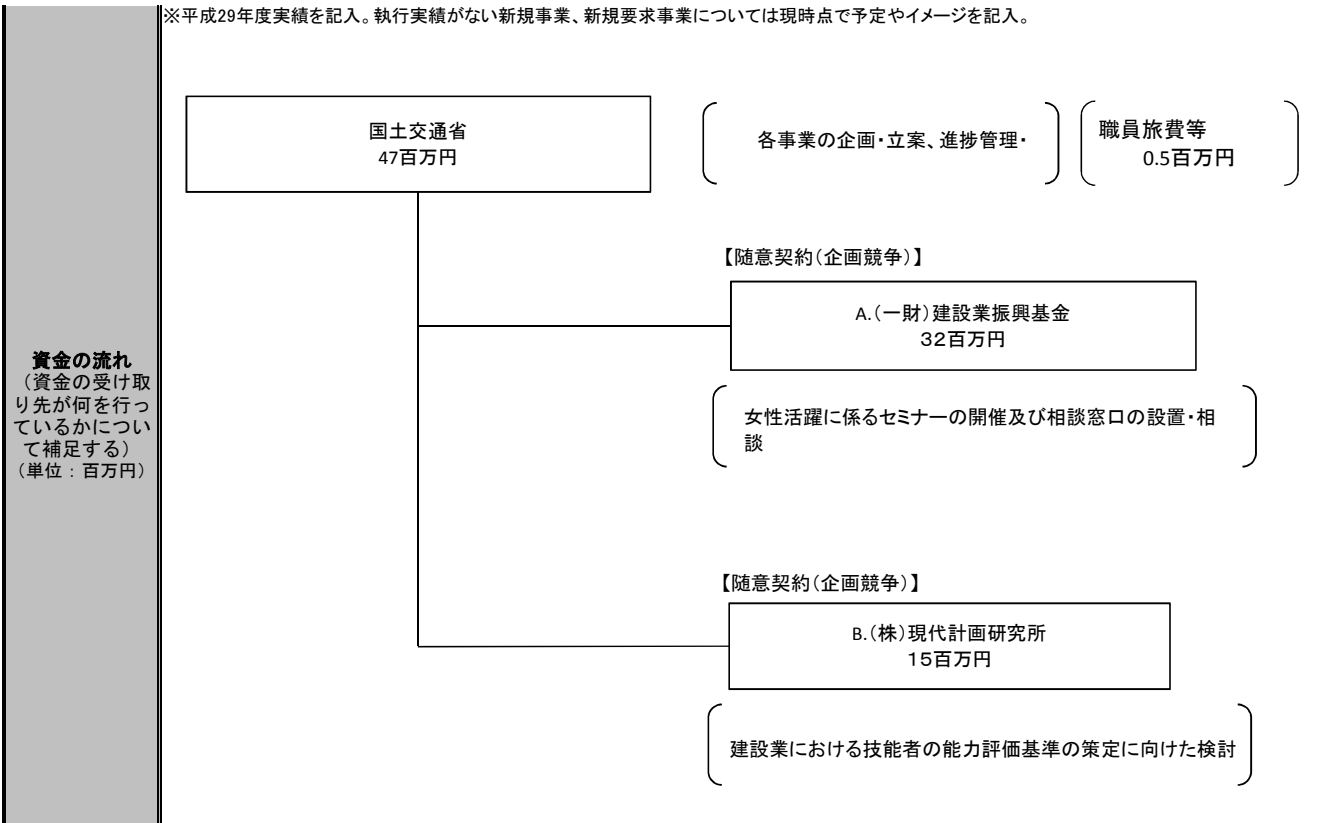 ※平成29年度実績を記入。執行実績がない新規事業、新規要求事業については現時点で予定やイメージを記入。
国土交通省
47百万円
各事業の企画・立案、進捗管理・
職員旅費等
0.5百万円
【随意契約（企画競争）】
A.（一財）建設業振興基金
３２百万円
資金の流れ
（資金の受け取
り先が何を行っ
ているかについ
て補足する）
（単位：百万円）
女性活躍に係るセミナーの開催及び相談窓口の設置・相
談
【随意契約（企画競争）】
B.（株）現代計画研究所
１５百万円
建設業における技能者の能力評価基準の策定に向けた検討